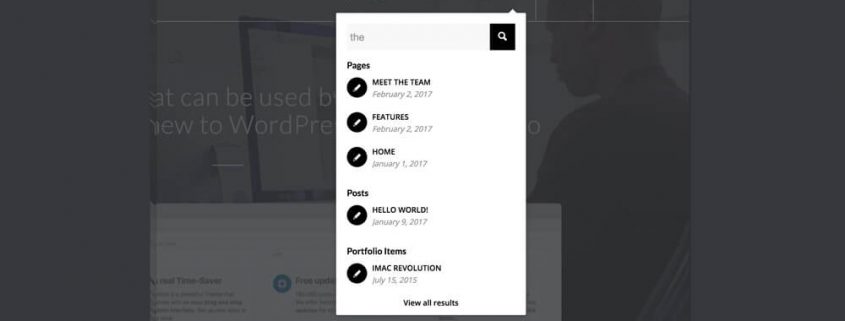 the
Pages
MEET THE TEAM
February 2, 2017
FEATURES
February 2, 2017
HOME
January 1, 2017
Posts
HELLO WORLD!
January 9, 2017
Portfolio Items
IMAC REVOLUTION
July 15, 2015
View all results
at can be used by
new to WordPre
o
real Time-Saver
Free upda